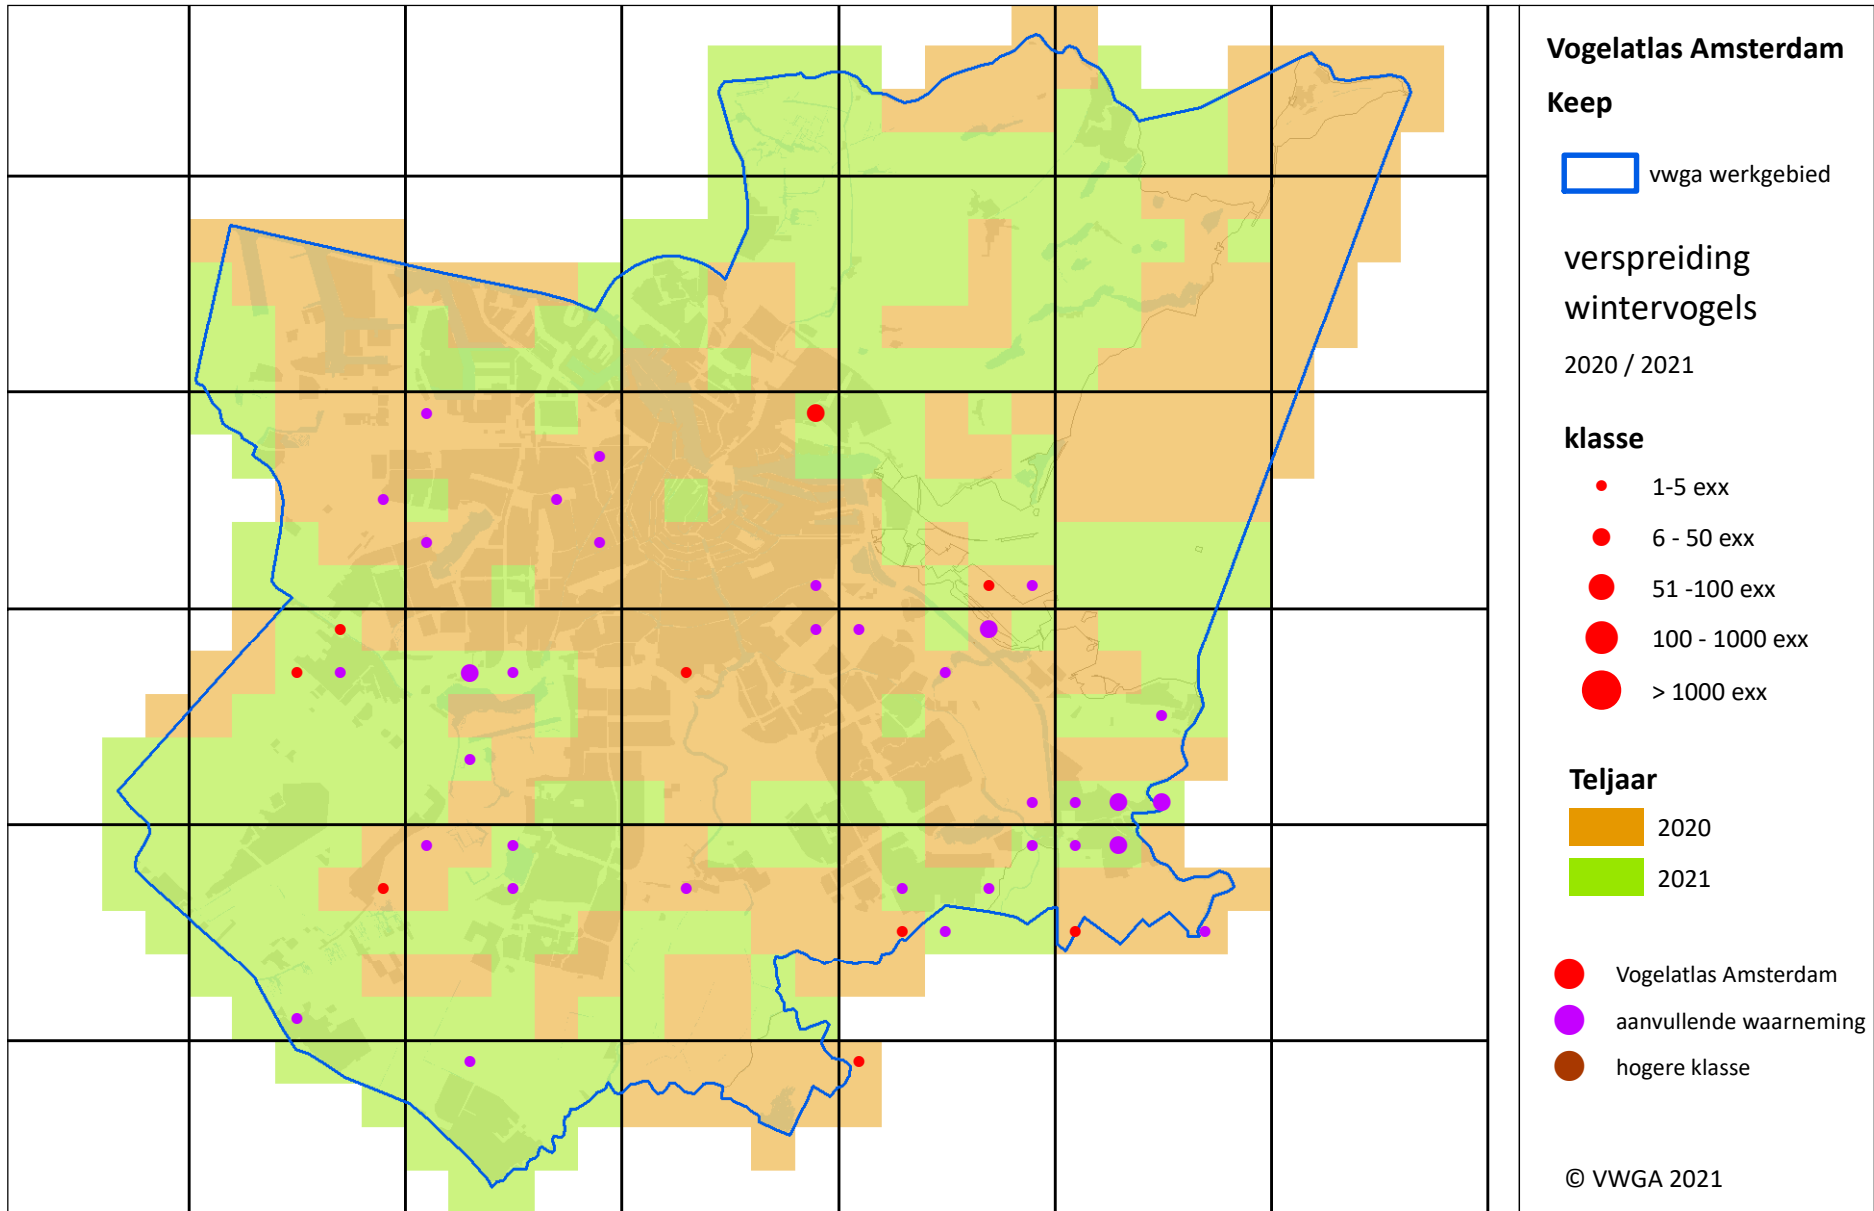 Vogelatlas Amsterdam
Keep
vwga werkgebied
verspreiding
wintervogels
2020 / 2021
klasse
1-5 exx
6 - 50 exx
51 -100 exx
100 - 1000 exx
> 1000 exx
Teljaar
2020
2021
Vogelatlas Amsterdam
aanvullende waarneming
hogere klasse
© VWGA 2021